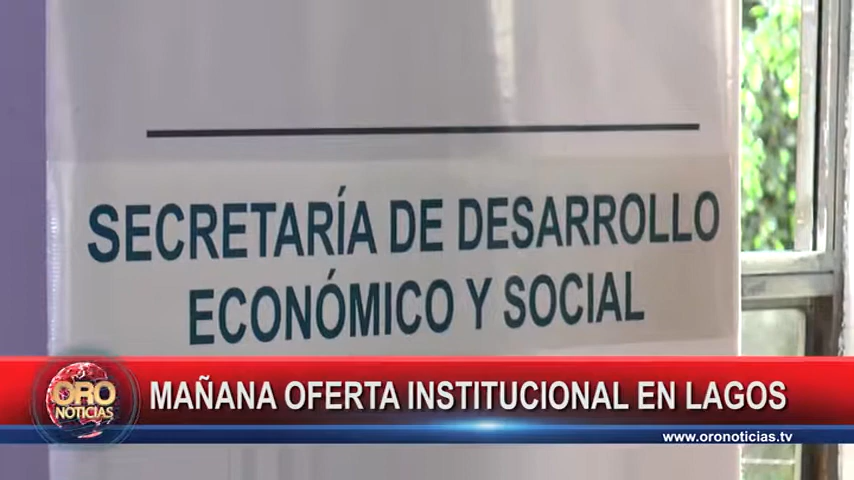 SECRETARÍA DE DESARROLLO
ECONÓMICO Y SOCIAL
ORO
NOTICIAS
MAÑANA OFERTA INSTITUCIONAL EN LAGOS
www.oronoticias.tv